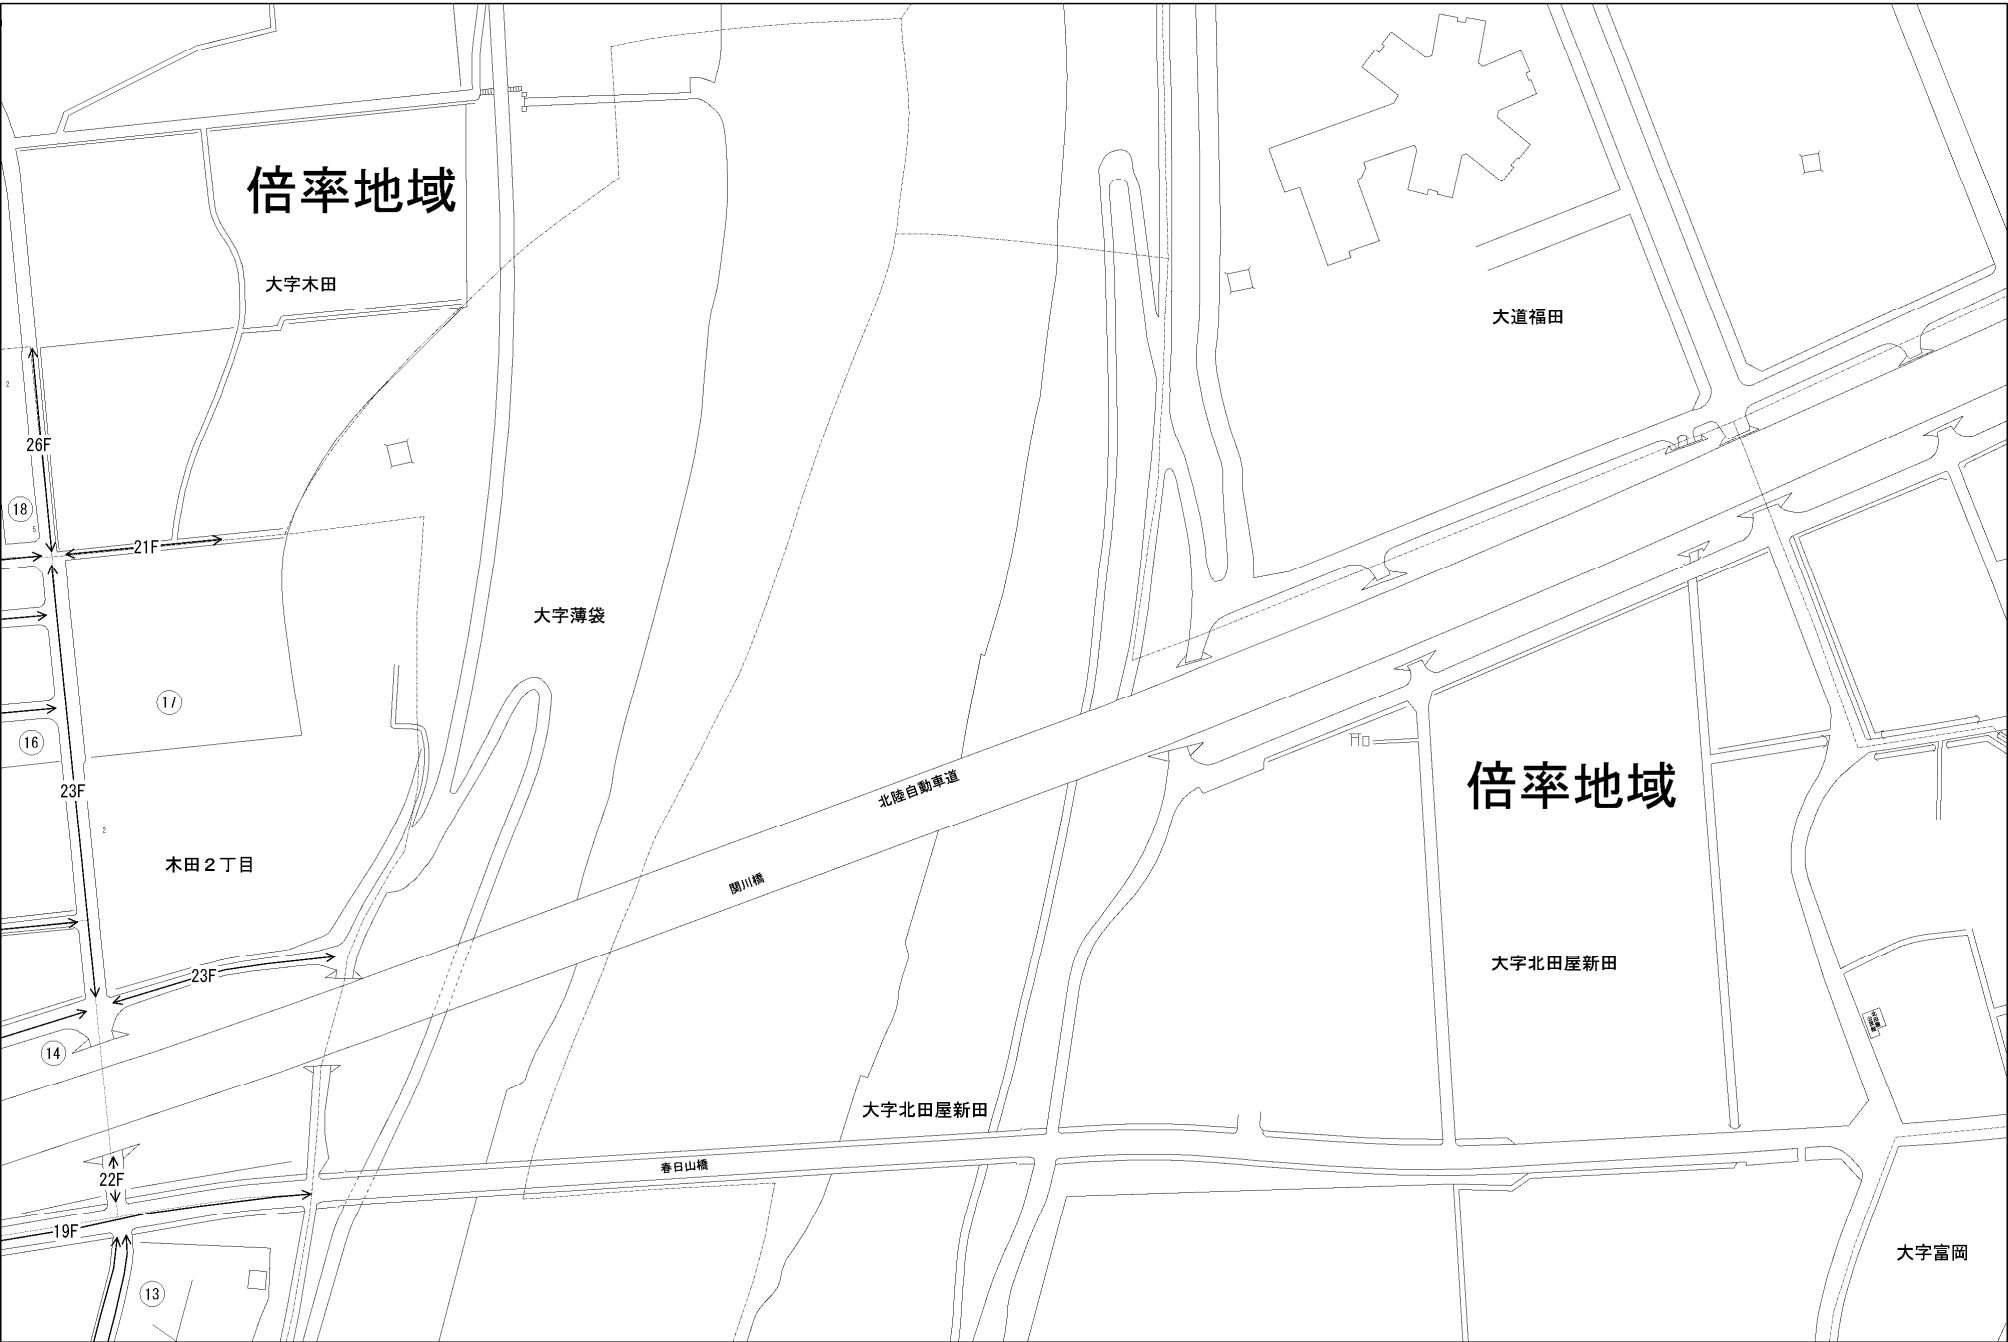 倍率地域
大字木田
大道福田
2
26F
18
5
21F
大字薄袋
17
16
23F
2
北陸自動車道
倍率地域
木田2丁目
関川橋
大字北田屋新田
23F
14
大字北田屋新田
春日山橋
22F
19F
大字富岡
13